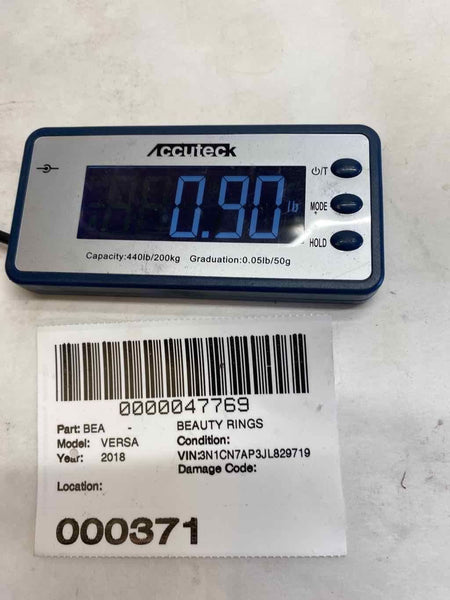 Accuteck
⏻/T
0.90 lb
MODE
+
HOLD
Capacity:440lb/200kg Graduation:0.05lb/50g
0000047769
Part: BEA - BEAUTY RINGS
Model: VERSA Condition:
Year: 2018 VIN:3N1CN7AP3JL829719
Damage Code:
Location:
000371